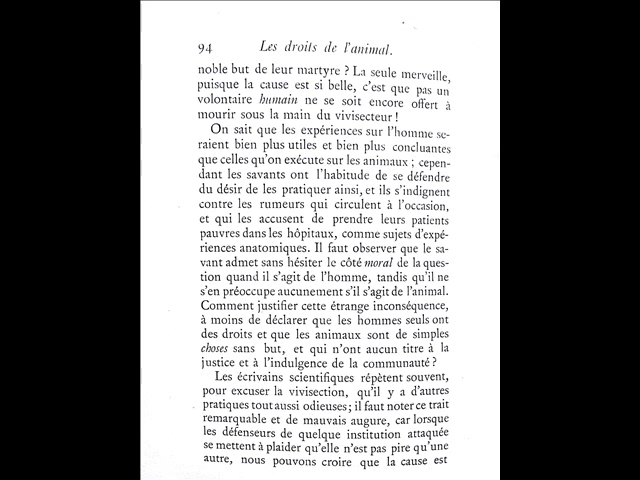 94 Les droits de l'animal.
noble but de leur martyre ? La seule merveille,
puisque la cause est si belle, c'est que pas un
volontaire humain ne se soit encore offert à
mourir sous la main du vivisecteur !
On sait que les expériences sur l'homme se-
raient bien plus utiles et bien plus concluantes
que celles qu'on exécute sur les animaux ; cepen-
dant les savants ont l'habitude de se défendre
du désir de les pratiquer ainsi, et ils s'indignent
contre les rumeurs qui circulent à l'occasion,
et qui les accusent de prendre leurs patients
pauvres dans les hôpitaux, comme sujets d'expé-
riences anatomiques. Il faut observer que le sa-
vant admet sans hésiter le côté moral de la ques-
tion quand il s'agit de l'homme, tandis qu'il ne
s'en préoccupe aucunement s'il s'agit de l'animal.
Comment justifier cette étrange inconséquence,
à moins de déclarer que les hommes seuls ont
des droits et que les animaux sont de simples
choses sans but, et qui n'ont aucun titre à la
justice et à l'indulgence de la communauté ?
Les écrivains scientifiques répètent souvent,
pour excuser la vivisection, qu'il y a d'autres
pratiques tout aussi odieuses ; il faut noter ce trait
remarquable et de mauvais augure, car lorsque
les défenseurs de quelque institution attaquée
se mettent à plaider qu'elle n'est pas pire qu'une
autre, nous pouvons croire que la cause est